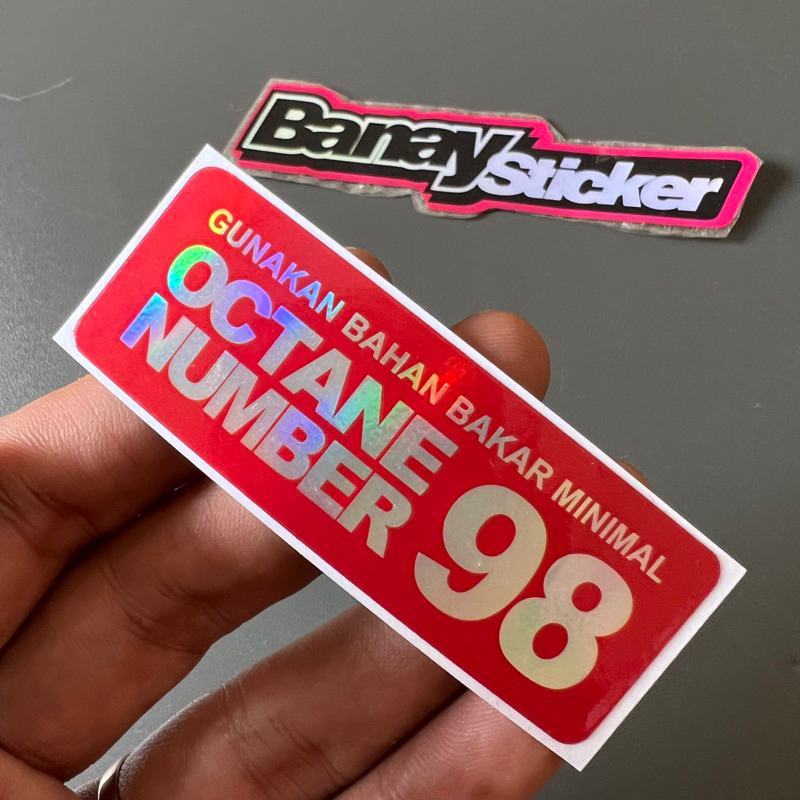 Banay Sticker
GUNAKAN BAHAN BAKAR MINIMAL
OCTANE
NUMBER
98